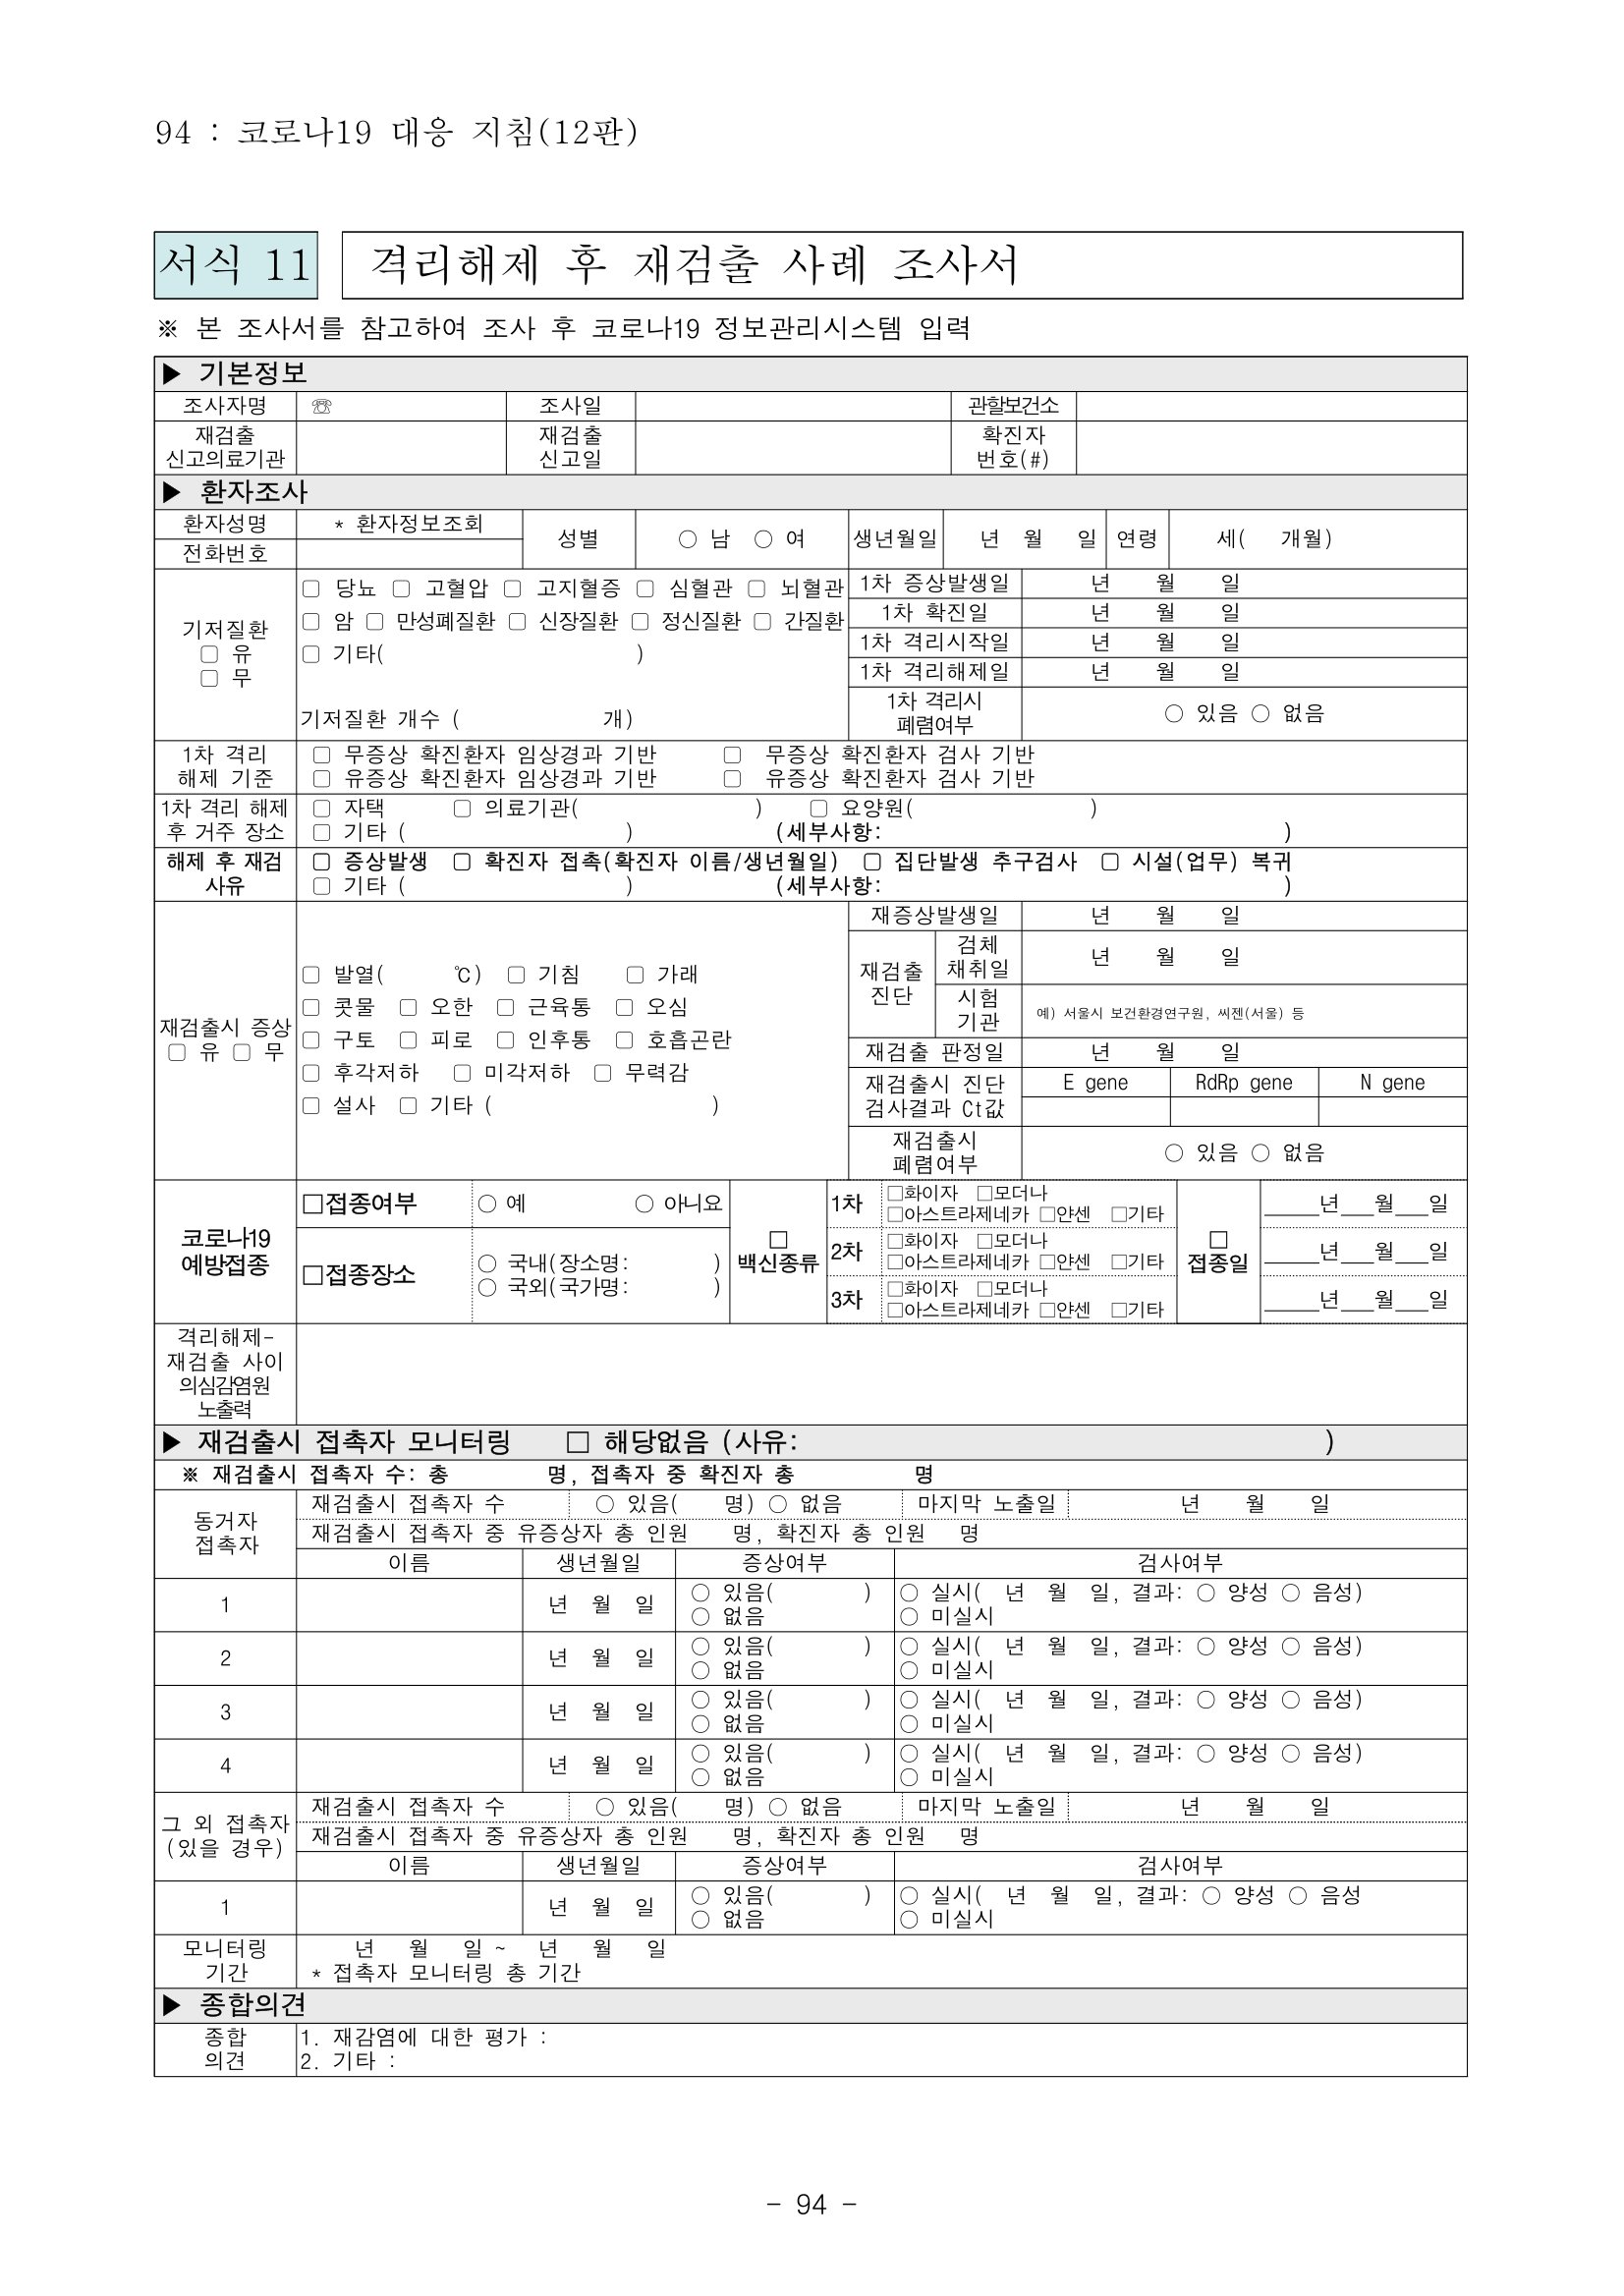 94 : 코로나19 대응 지침(12판)
서식 11
격리해제 후 재검출 사례 조사서
※ 본 조사서를 참고하여 조사 후 코로나19 정보관리시스템 입력
▶ 기본정보
조사자명 ☏ 조사일 관할보건소
재검출 신고의료기관 재검출 신고일 확진자 번호(#)
▶ 환자조사
환자성명 * 환자정보조회 성별 ○ 남 ○ 여 생년월일 년 월 일 연령 세( 개월)
전화번호
기저질환
□ 유
□ 무
□ 당뇨 □ 고혈압 □ 고지혈증 □ 심혈관 □ 뇌혈관
□ 암 □ 만성폐질환 □ 신장질환 □ 정신질환 □ 간질환
□ 기타( )
기저질환 개수 ( 개)
1차 증상발생일 년 월 일
1차 확진일 년 월 일
1차 격리시작일 년 월 일
1차 격리해제일 년 월 일
1차 격리시 폐렴여부 ○ 있음 ○ 없음
1차 격리 해제 기준
□ 무증상 확진환자 임상경과 기반 □ 무증상 확진환자 검사 기반
□ 유증상 확진환자 임상경과 기반 □ 유증상 확진환자 검사 기반
1차 격리 해제 후 거주 장소
□ 자택 □ 의료기관( ) □ 요양원( )
□ 기타 ( ) (세부사항: )
해제 후 재검 사유
□ 증상발생 □ 확진자 접촉(확진자 이름/생년월일) □ 집단발생 추구검사 □ 시설(업무) 복귀
□ 기타 ( ) (세부사항: )
재검출시 증상
□ 유 □ 무
□ 발열( ℃) □ 기침 □ 가래
□ 콧물 □ 오한 □ 근육통 □ 오심
□ 구토 □ 피로 □ 인후통 □ 호흡곤란
□ 후각저하 □ 미각저하 □ 무력감
□ 설사 □ 기타 ( )
재증상발생일 년 월 일
재검출 진단
검체 채취일 년 월 일
시험 기관 예) 서울시 보건환경연구원, 씨젠(서울) 등
재검출 판정일 년 월 일
재검출시 진단 검사결과 Ct값 E gene RdRp gene N gene
재검출시 폐렴여부 ○ 있음 ○ 없음
코로나19 예방접종
□접종여부 ○ 예 ○ 아니요
□접종장소
○ 국내(장소명: )
○ 국외(국가명: )
□ 백신종류
1차 □화이자 □모더나
□아스트라제네카 □얀센 □기타
2차 □화이자 □모더나
□아스트라제네카 □얀센 □기타
3차 □화이자 □모더나
□아스트라제네카 □얀센 □기타
□ 접종일
_____년___월___일
_____년___월___일
_____년___월___일
격리해제-
재검출 사이
의심감염원
노출력
▶ 재검출시 접촉자 모니터링 □ 해당없음 (사유: )
※ 재검출시 접촉자 수: 총 명, 접촉자 중 확진자 총 명
동거자 접촉자
재검출시 접촉자 수 ○ 있음( 명) ○ 없음 마지막 노출일 년 월 일
재검출시 접촉자 중 유증상자 총 인원 명, 확진자 총 인원 명
이름 생년월일 증상여부 검사여부
1 년 월 일 ○ 있음( ) ○ 실시( 년 월 일, 결과: ○ 양성 ○ 음성)
○ 없음 ○ 미실시
2 년 월 일 ○ 있음( ) ○ 실시( 년 월 일, 결과: ○ 양성 ○ 음성)
○ 없음 ○ 미실시
3 년 월 일 ○ 있음( ) ○ 실시( 년 월 일, 결과: ○ 양성 ○ 음성)
○ 없음 ○ 미실시
4 년 월 일 ○ 있음( ) ○ 실시( 년 월 일, 결과: ○ 양성 ○ 음성)
○ 없음 ○ 미실시
그 외 접촉자
(있을 경우)
재검출시 접촉자 수 ○ 있음( 명) ○ 없음 마지막 노출일 년 월 일
재검출시 접촉자 중 유증상자 총 인원 명, 확진자 총 인원 명
이름 생년월일 증상여부 검사여부
1 년 월 일 ○ 있음( ) ○ 실시( 년 월 일, 결과: ○ 양성 ○ 음성
○ 없음 ○ 미실시
모니터링 기간
년 월 일 ~ 년 월 일
* 접촉자 모니터링 총 기간
▶ 종합의견
종합 의견
1. 재감염에 대한 평가 :
2. 기타 :
- 94 -